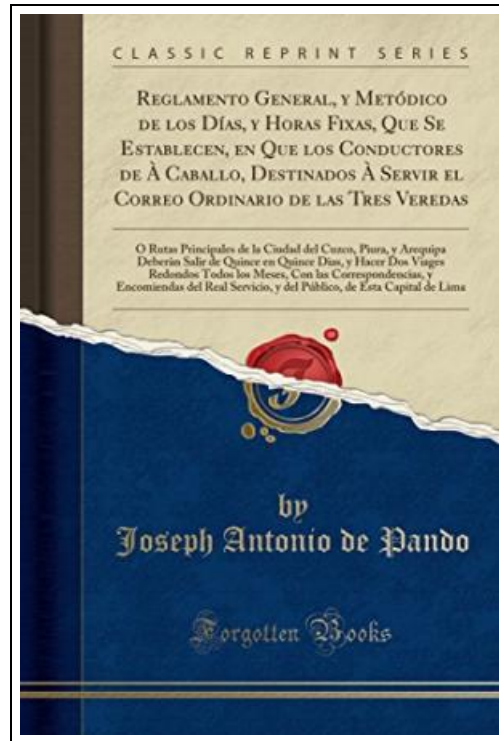 CLASSIC REPRINT SERIES
REGLAMENTO GENERAL, Y METÓDICO
DE LOS DÍAS, Y HORAS FIXAS, QUE SE
ESTABLECEN, EN QUE LOS CONDUCTORES
DE À CABALLO, DESTINADOS À SERVIR EL
CORREO ORDINARIO DE LAS TRES VEREDAS
O Rutas Principales de la Ciudad del Cuzco, Piura, y Arequipa
Deberàn Salir de Quince en Quince Dias, y Hacer Dos Viages
Redondos Todos los Meses, Con las Correspondencias, y
Encomiendas del Real Servicio, y del Público, de Esta Capital de Lima
by
Joseph Antonio de Pando
Forgotten Books